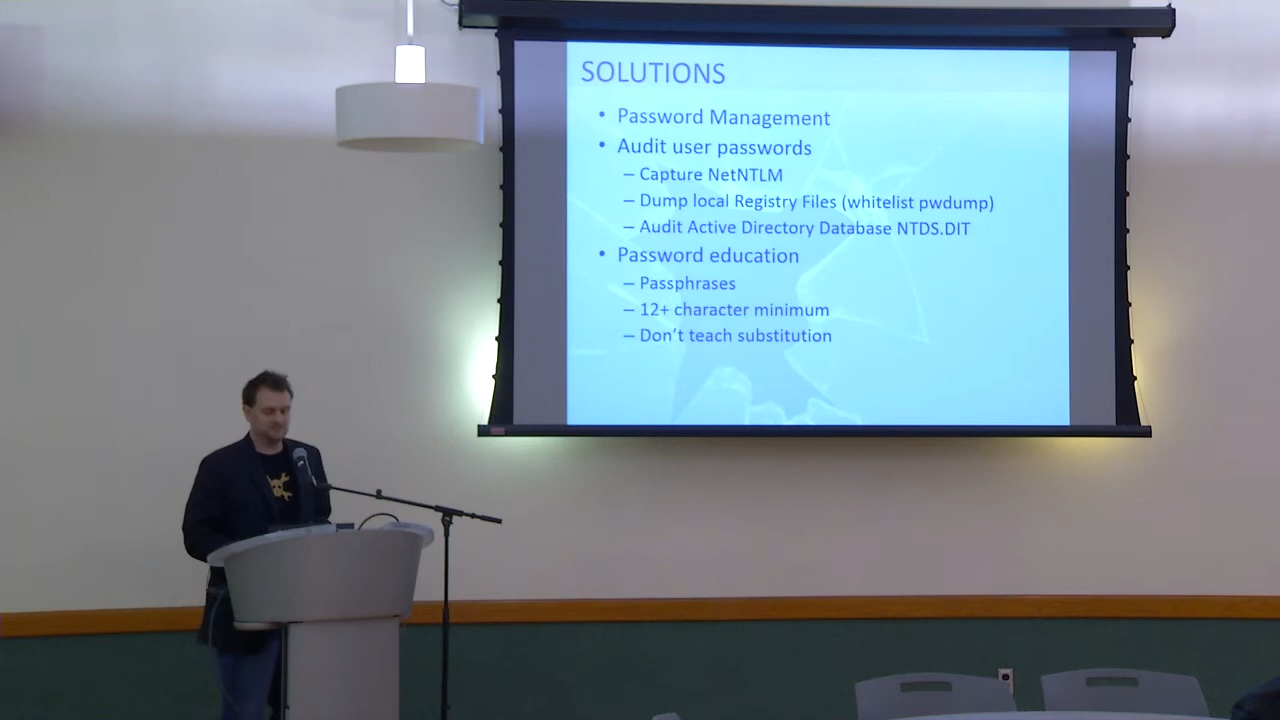 SOLUTIONS
• Password Management
• Audit user passwords
– Capture NetNTLM
– Dump local Registry Files (whitelist pwdump)
– Audit Active Directory Database NTDS.DIT
• Password education
– Passphrases
– 12+ character minimum
– Don't teach substitution